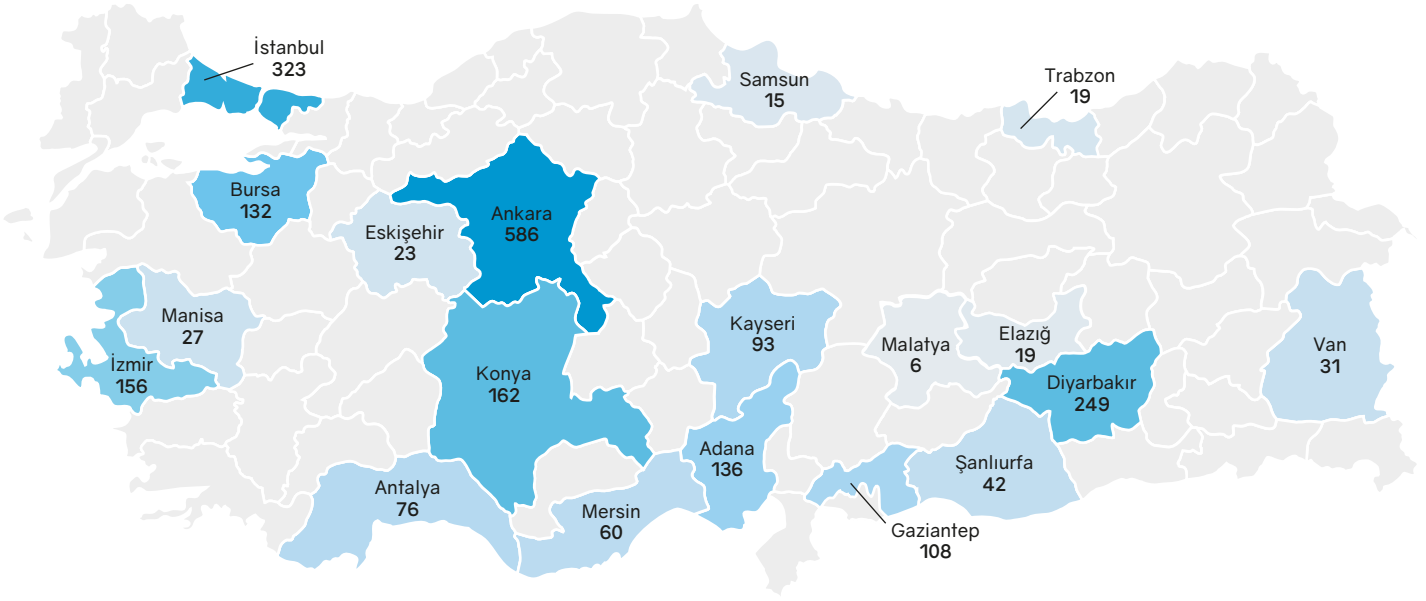 İstanbul
323
Samsun
15
Trabzon
19
Bursa
132
Ankara
586
Eskişehir
23
Manisa
27
İzmir
156
Konya
162
Kayseri
93
Malatya
6
Elazığ
19
Van
31
Diyarbakır
249
Adana
136
Şanlıurfa
42
Antalya
76
Mersin
60
Gaziantep
108